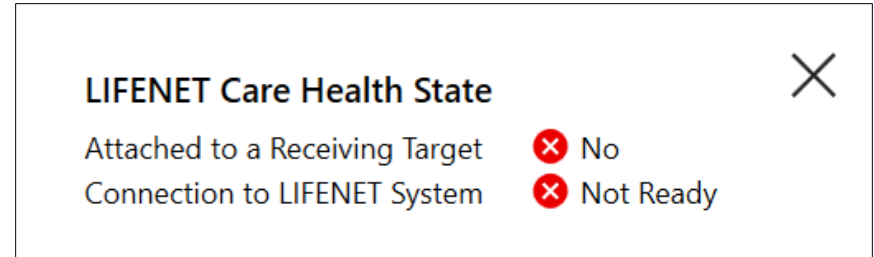 LIFENET Care Health State
Attached to a Receiving Target No
Connection to LIFENET System Not Ready